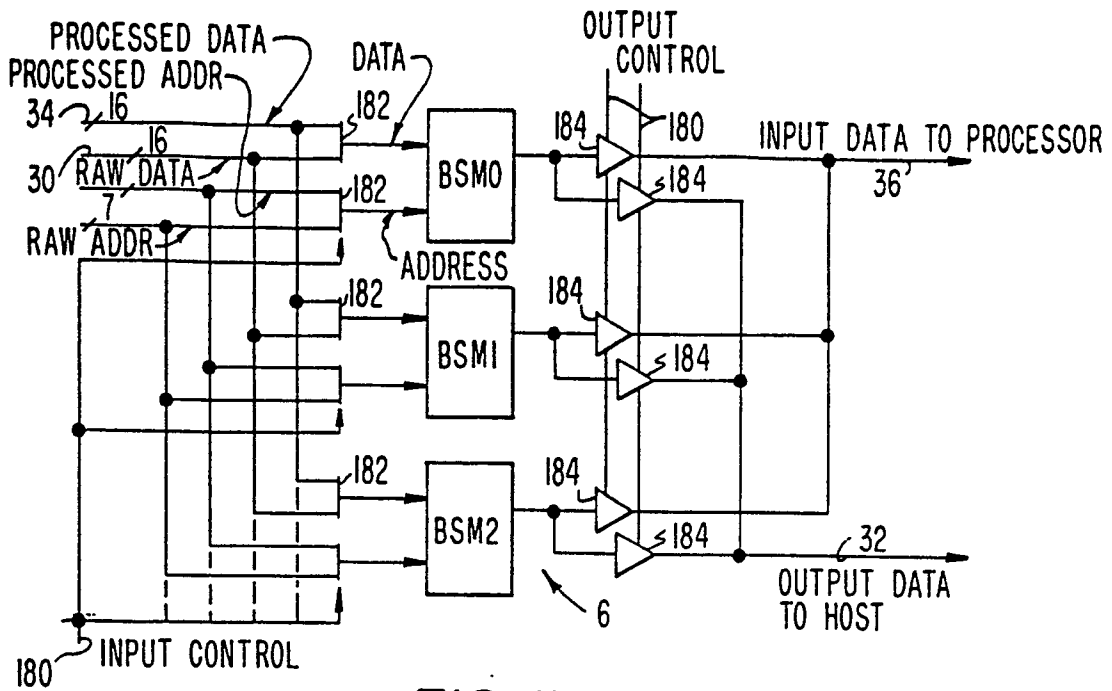 PROCESSED DATA
PROCESSED ADDR
OUTPUT
CONTROL
DATA
34
16
182
184
180
INPUT DATA TO PROCESSOR
30
16
RAW DATA
BSM0
36
182
184
7
RAW ADDR
ADDRESS
182
184
BSM1
184
182
184
BSM2
184
32
OUTPUT DATA
TO HOST
6
INPUT CONTROL
180